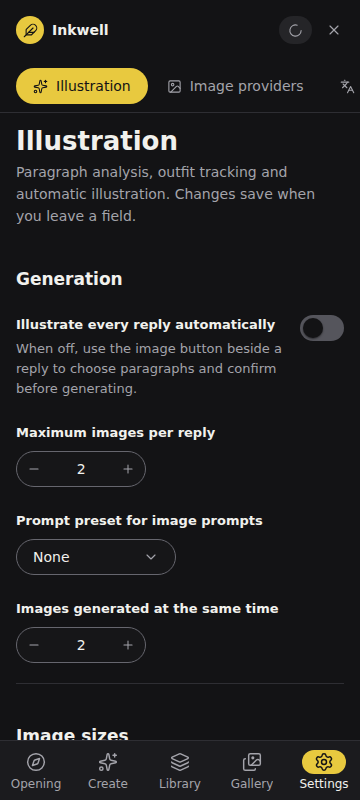 Inkwell
Illustration
Image providers
Illustration
Paragraph analysis, outfit tracking and
automatic illustration. Changes save when
you leave a field.
Generation
Illustrate every reply automatically
When off, use the image button beside a
reply to choose paragraphs and confirm
before generating.
Maximum images per reply
2
Prompt preset for image prompts
None
Images generated at the same time
2
Image sizes
Opening
Create
Library
Gallery
Settings